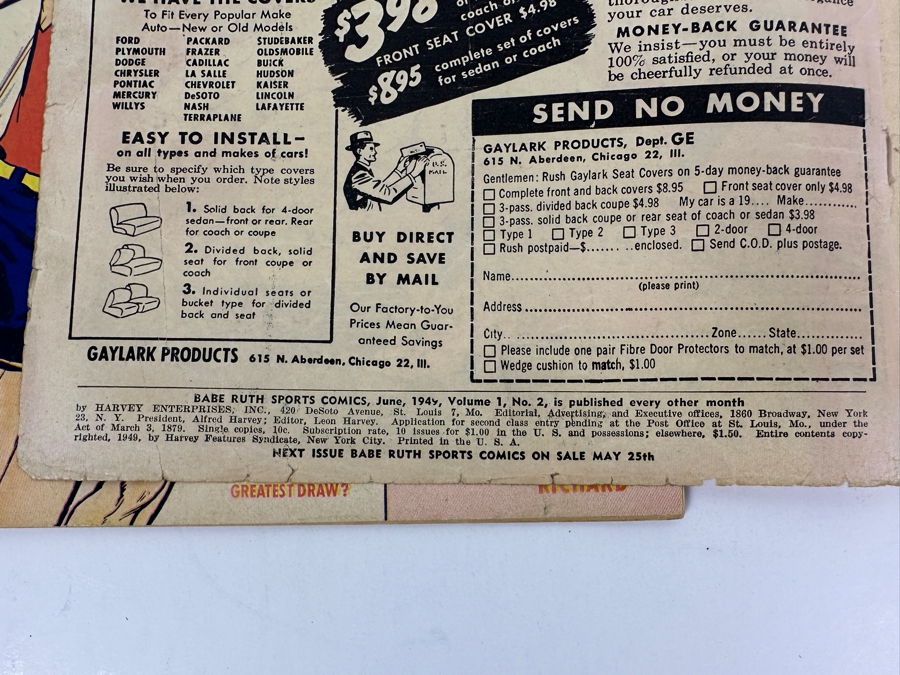 WE HAVE THE COVERS
To Fit Every Popular Make
Auto—New or Old Models
FORD PACKARD STUDEBAKER
PLYMOUTH FRAZER OLDSMOBILE
DODGE CADILLAC BUICK
CHRYSLER LA SALLE HUDSON
PONTIAC CHEVROLET KAISER
MERCURY DeSOTO LINCOLN
WILLYS NASH LAFAYETTE
TERRAPLANE
EASY TO INSTALL—
on all types and makes of cars!
Be sure to specify which type covers
you wish when you order. Note styles
illustrated below:
1. Solid back for 4-door
sedan—front or rear. Rear
for coach or coupe
2. Divided back, solid
seat for front coupe or
coach
3. Individual seats or
bucket type for divided
back and seat
GAYLARK PRODUCTS 615 N. Aberdeen, Chicago 22, Ill.
$3.98
coach
FRONT SEAT COVER $4.98
$8.95 complete set of covers
for sedan or coach
U.S.
MAIL
BUY DIRECT
AND SAVE
BY MAIL
Our Factory-to-You
Prices Mean Guar-
anteed Savings
your car deserves.
MONEY-BACK GUARANTEE
We insist—you must be entirely
100% satisfied, or your money will
be cheerfully refunded at once.
SEND NO MONEY
GAYLARK PRODUCTS, Dept. GE
615 N. Aberdeen, Chicago 22, Ill.
Gentlemen: Rush Gaylark Seat Covers on 5-day money-back guarantee
Complete front and back covers $8.95 Front seat cover only $4.98
3-pass. divided back coupe $4.98 My car is a 19.... Make............
3-pass. solid back coupe or rear seat of coach or sedan $3.98
Type 1 Type 2 Type 3 2-door 4-door
Rush postpaid—$....... ..enclosed. Send C.O.D. plus postage.
Name................................................................
(please print)
Address................................................................
City.. ................................................Zone......State................
Please include one pair Fibre Door Protectors to match, at $1.00 per set
Wedge cushion to match, $1.00
BABE RUTH SPORTS COMICS, June, 1949, Volume 1, No. 2, is published every other month
by HARVEY ENTERPRISES, INC., 420 DeSoto Avenue, St. Louis 7, Mo. Editorial, Advertising, and Executive offices, 1860 Broadway, New York
23, N. Y. President, Alfred Harvey; Editor, Leon Harvey. Application for second class entry pending at the Post Office at St. Louis, Mo., under the
Act of March 3, 1879. Single copies, 10c. Subscription rate, 10 issues for $1.00 in the U. S. and possessions; elsewhere, $1.50. Entire contents copy-
righted, 1949, by Harvey Features Syndicate, New York City. Printed in the U. S. A.
NEXT ISSUE BABE RUTH SPORTS COMICS ON SALE MAY 25th
GREATEST DRAW?
RICHARD